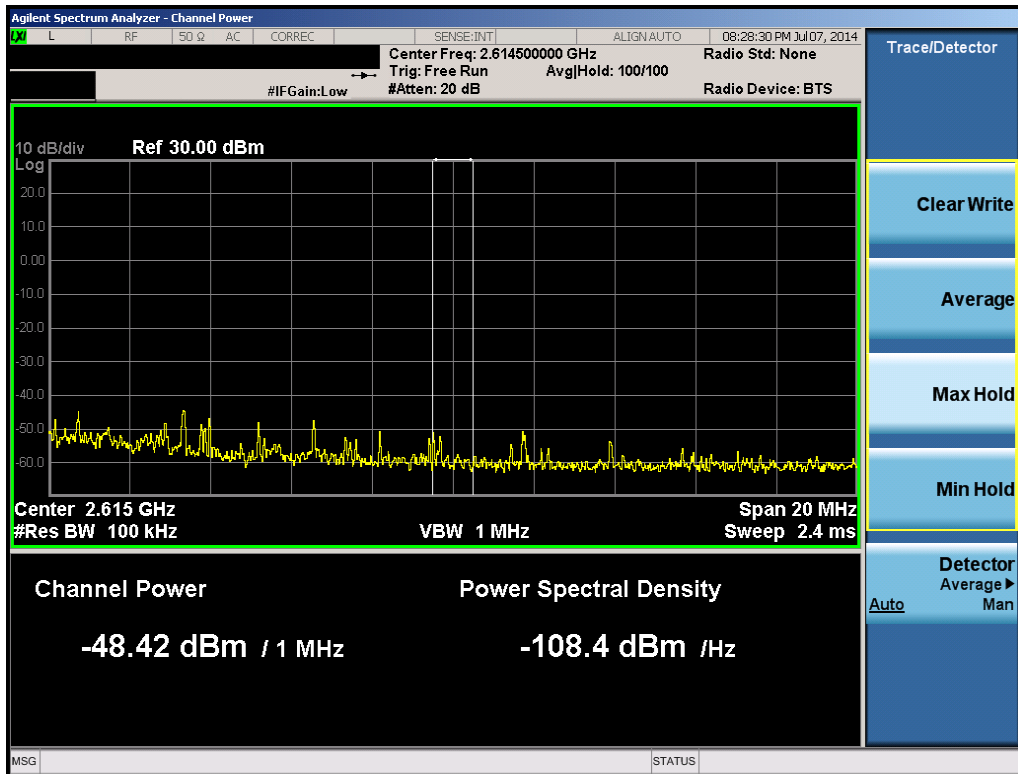 Agilent Spectrum Analyzer - Channel Power
LXI L RF 50 Ω AC CORREC SENSE:INT ALIGN AUTO 08:28:30 PM Jul 07, 2014
Center Freq: 2.614500000 GHz Radio Std: None
Trig: Free Run Avg|Hold: 100/100
#IFGain:Low #Atten: 20 dB Radio Device: BTS
10 dB/div Ref 30.00 dBm
Log
20.0
10.0
0.00
-10.0
-20.0
-30.0
-40.0
-50.0
-60.0
Center 2.615 GHz Span 20 MHz
#Res BW 100 kHz VBW 1 MHz Sweep 2.4 ms
Channel Power Power Spectral Density
-48.42 dBm / 1 MHz -108.4 dBm /Hz
MSG STATUS
Trace/Detector
Clear Write
Average
Max Hold
Min Hold
Detector
Average
Auto Man